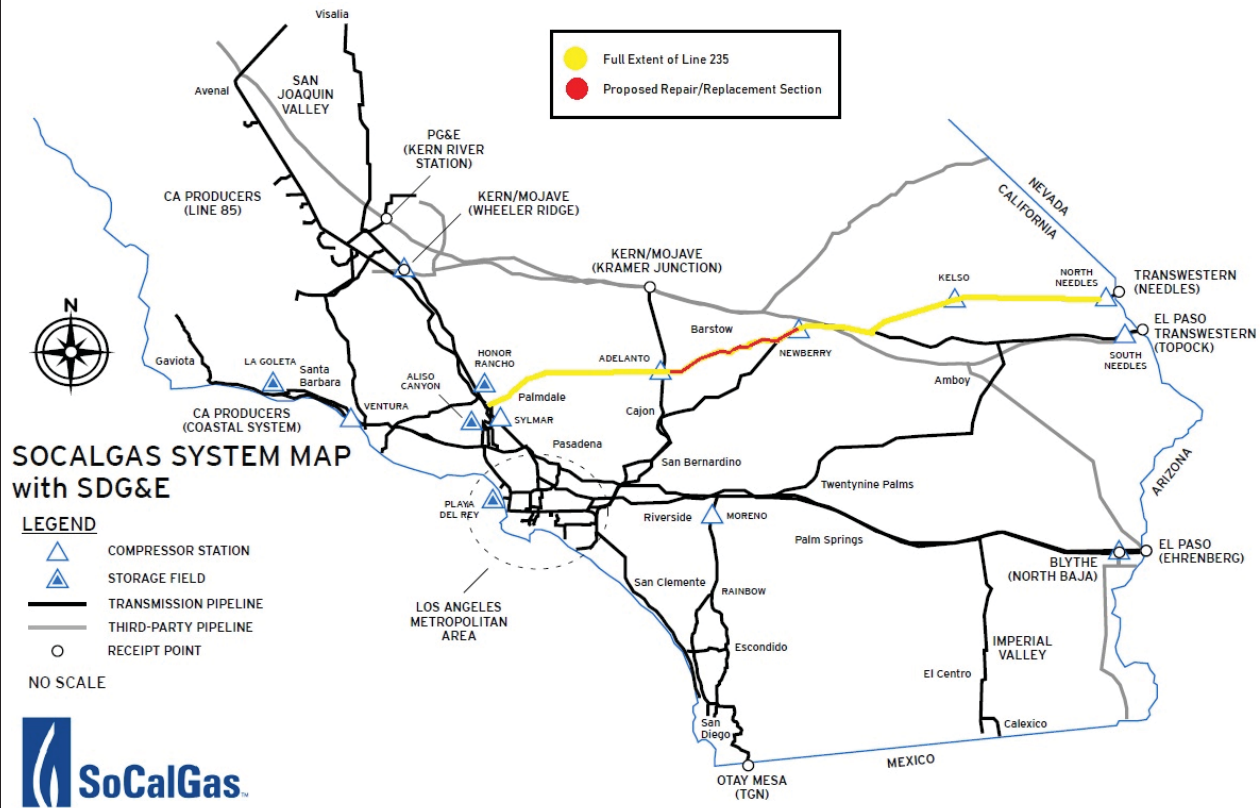 Visalia
Full Extent of Line 235
Proposed Repair/Replacement Section
SAN
JOAQUIN
VALLEY
Avenal
PG&E
(KERN RIVER
STATION)
CA PRODUCERS
(LINE 85)
KERN/MOJAVE
(WHEELER RIDGE)
NEVADA
CALIFORNIA
KERN/MOJAVE
(KRAMER JUNCTION)
KELSO
NORTH
NEEDLES
TRANSWESTERN
(NEEDLES)
N
EL PASO
TRANSWESTERN
(TOPOCK)
Barstow
NEWBERRY
SOUTH
NEEDLES
Gaviota
LA GOLETA
Santa
Barbara
HONOR
RANCHO
ADELANTO
ALISO
CANYON
Palmdale
Amboy
CA PRODUCERS
(COASTAL SYSTEM)
VENTURA
SYLMAR
Cajon
Pasadena
SOCALGAS SYSTEM MAP
with SDG&E
San Bernardino
ARIZONA
Twentynine Palms
PLAYA
DEL REY
Riverside
MORENO
LEGEND
COMPRESSOR STATION
STORAGE FIELD
TRANSMISSION PIPELINE
THIRD-PARTY PIPELINE
RECEIPT POINT
NO SCALE
Palm Springs
EL PASO
(EHRENBERG)
BLYTHE
(NORTH BAJA)
San Clemente
RAINBOW
LOS ANGELES
METROPOLITAN
AREA
Escondido
IMPERIAL
VALLEY
El Centro
San
Diego
Calexico
MEXICO
OTAY MESA
(TGN)
SoCalGas™